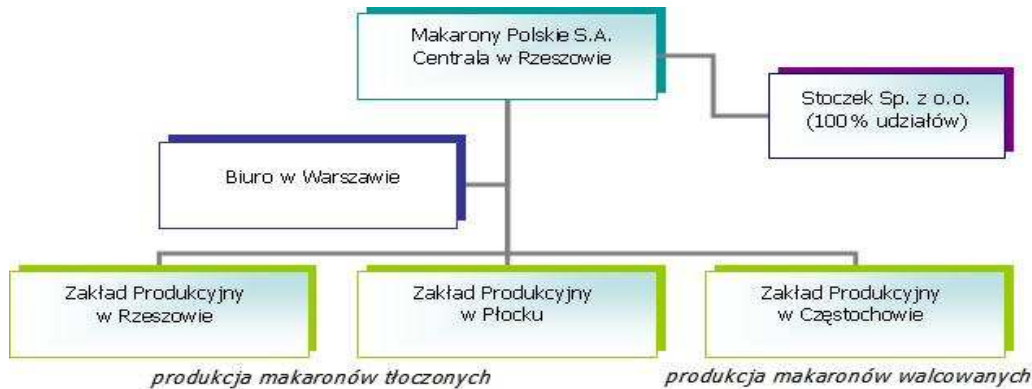 Makarony Polskie S.A.
Centrala w Rzeszowie
Stoczek Sp. z o.o.
(100% udziałów)
Biuro w Warszawie
Zakład Produkcyjny
w Rzeszowie
Zakład Produkcyjny
w Płocku
Zakład Produkcyjny
w Częstochowie
produkcja makaronów tłoczonych
produkcja makaronów walcowanych